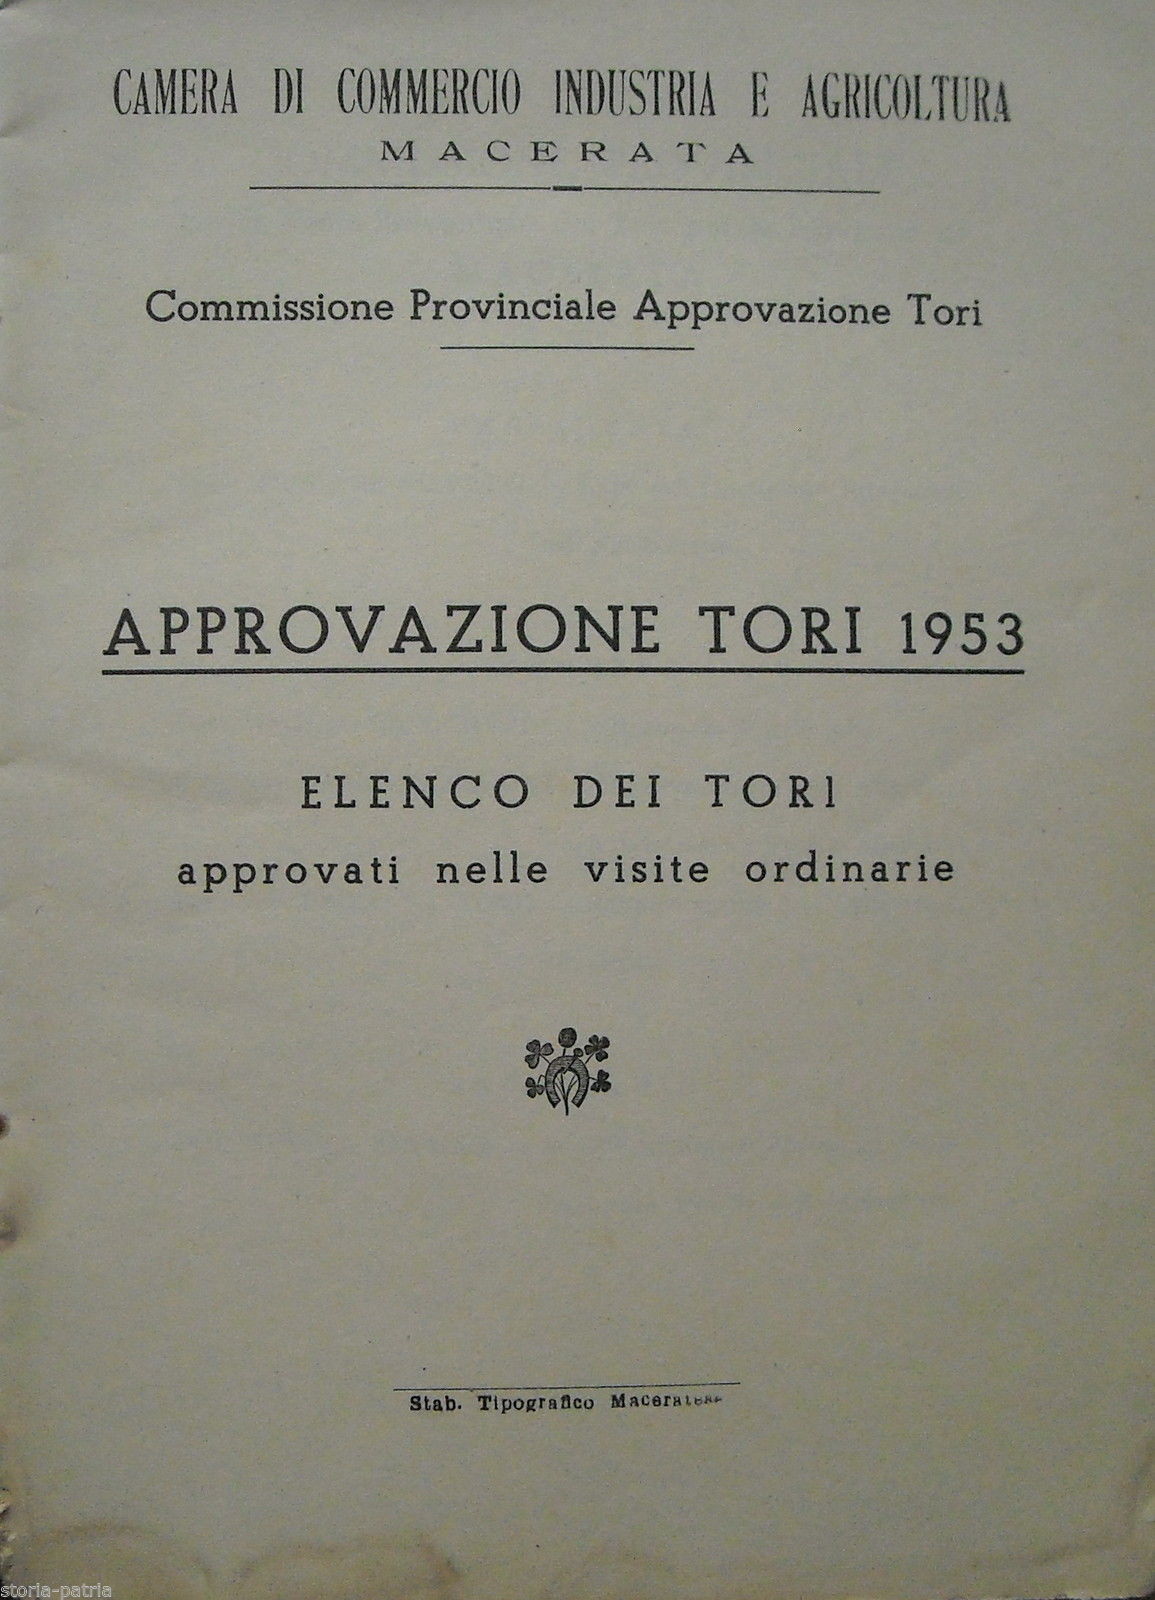 CAMERA DI COMMERCIO INDUSTRIA E AGRICOLTURA
MACERATA
Commissione Provinciale Approvazione Tori
APPROVAZIONE TORI 1953
ELENCO DEI TORI
approvati nelle visite ordinarie
Stab. Tipografico Maceratese
storia-patria